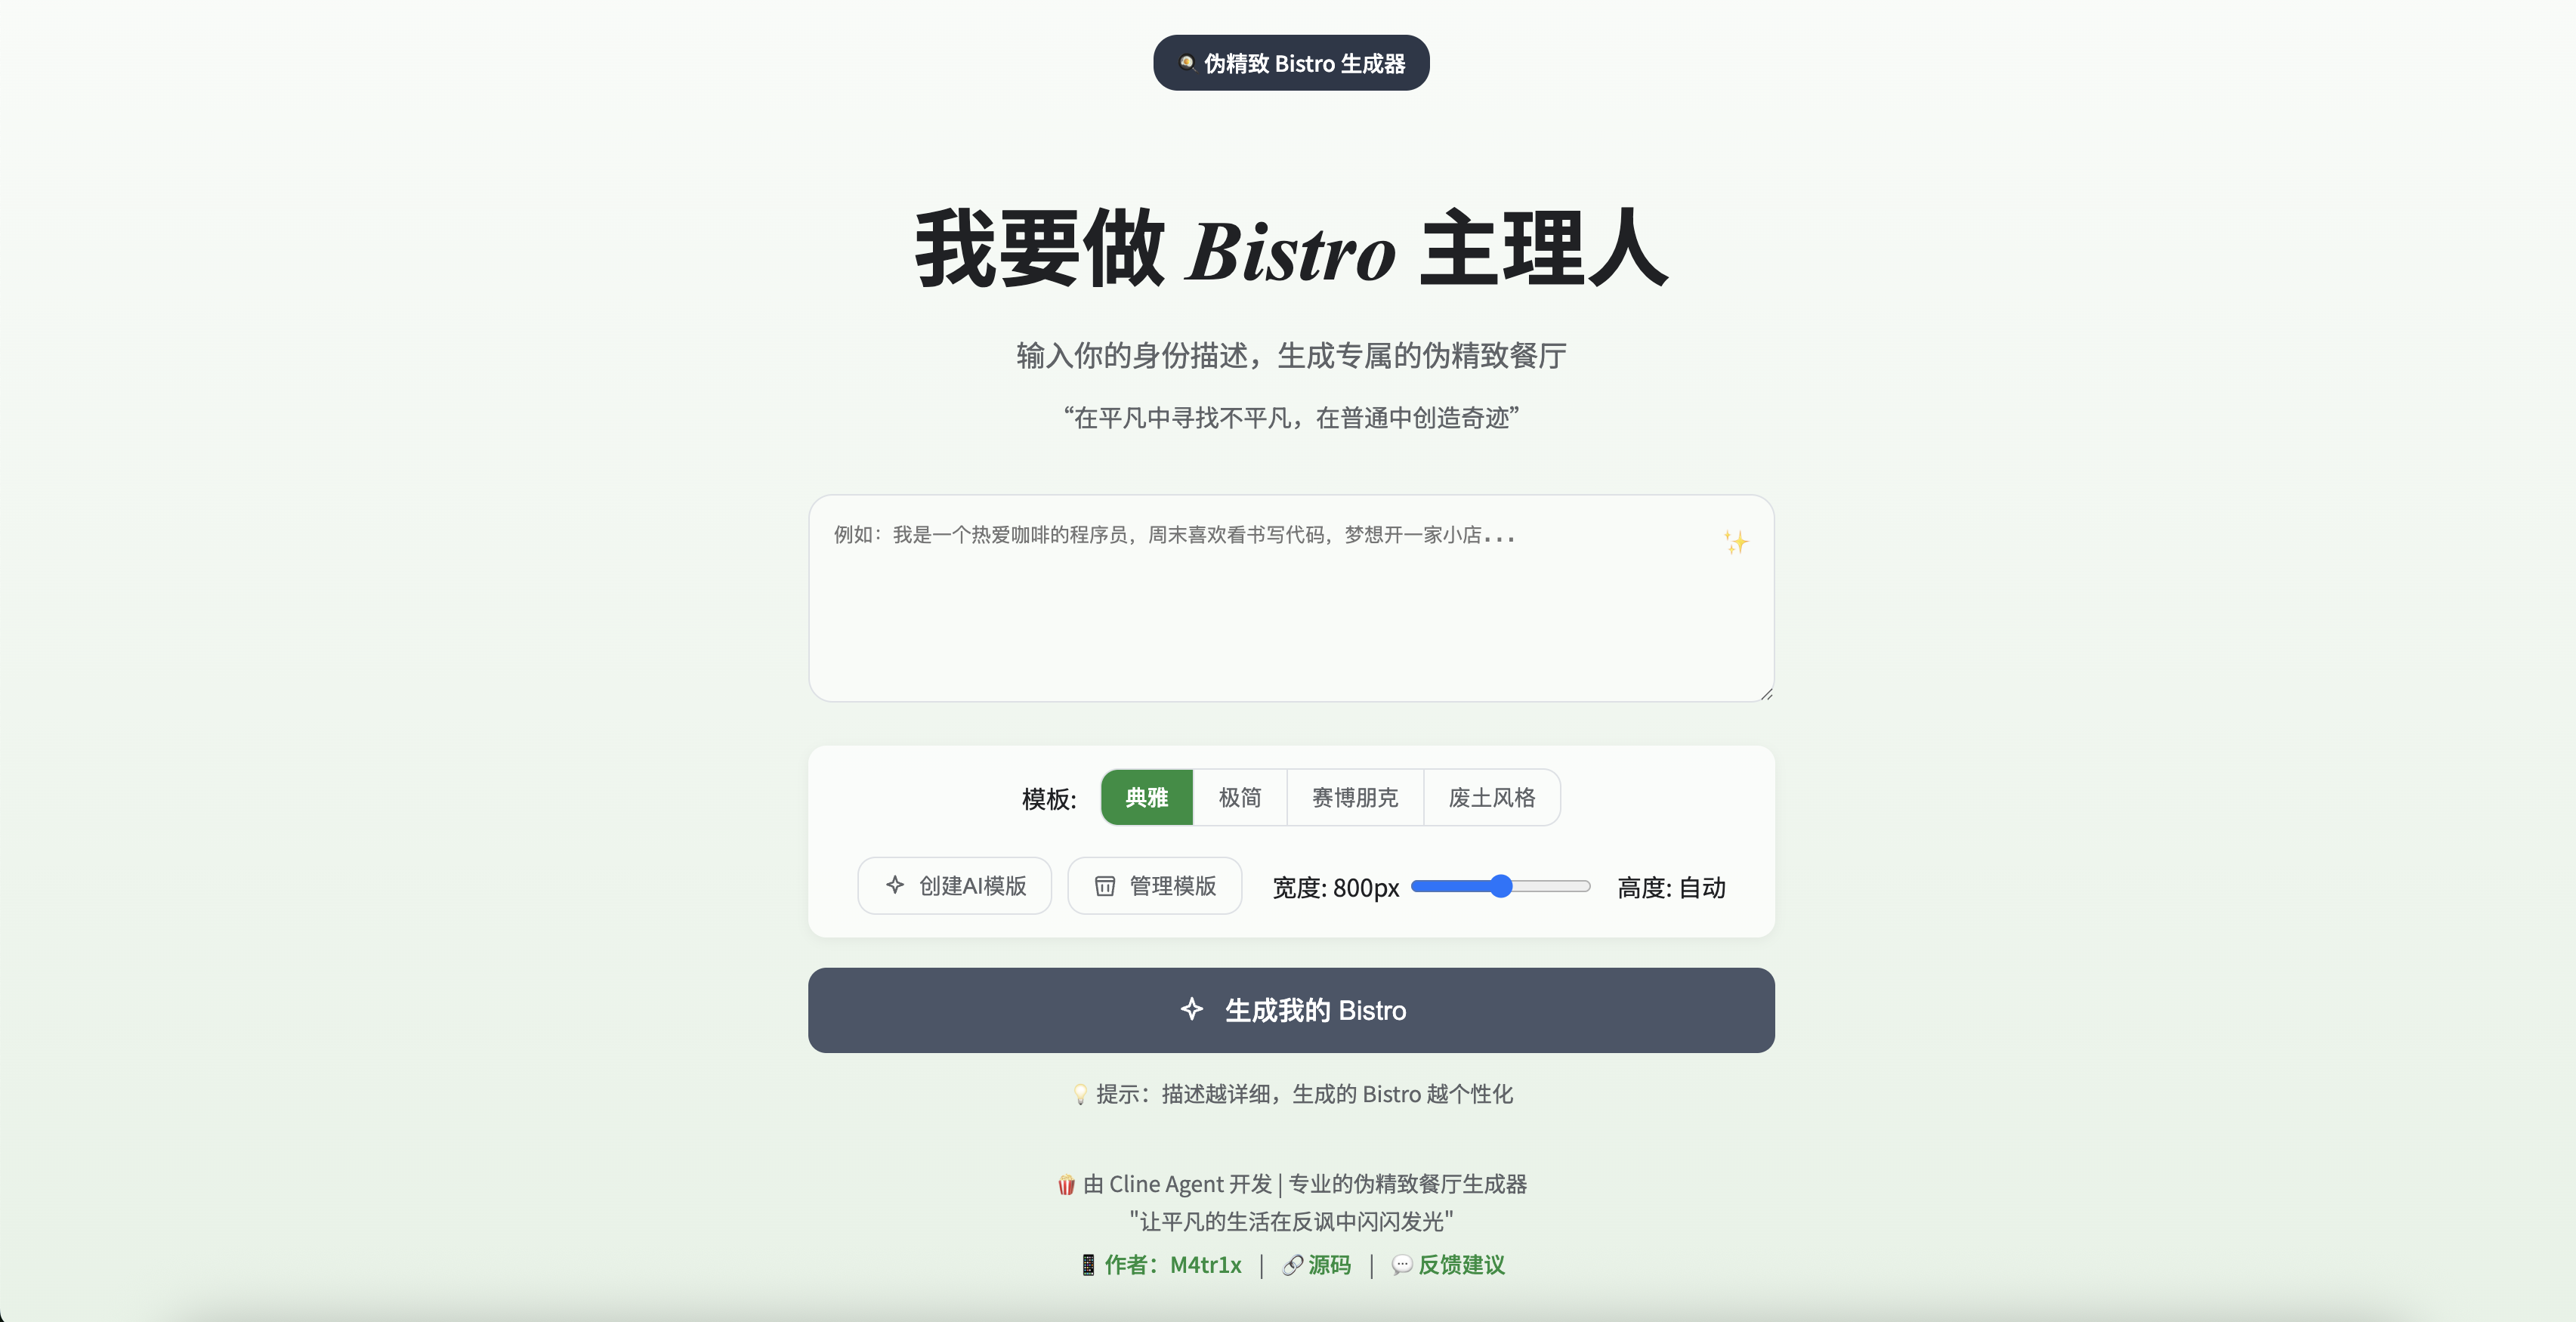 🍳 伪精致 Bistro 生成器
我要做 Bistro 主理人
输入你的身份描述，生成专属的伪精致餐厅
“在平凡中寻找不平凡，在普通中创造奇迹”
例如：我是一个热爱咖啡的程序员，周末喜欢看书写代码，梦想开一家小店... ✨
模板: 典雅 极简 赛博朋克 废土风格
创建AI模版 管理模版 宽度: 800px 高度: 自动
生成我的 Bistro
💡 提示：描述越详细，生成的 Bistro 越个性化
🍿 由 Cline Agent 开发 | 专业的伪精致餐厅生成器
"让平凡的生活在反讽中闪闪发光"
📱 作者：M4tr1x | 🔗 源码 | 💬 反馈建议